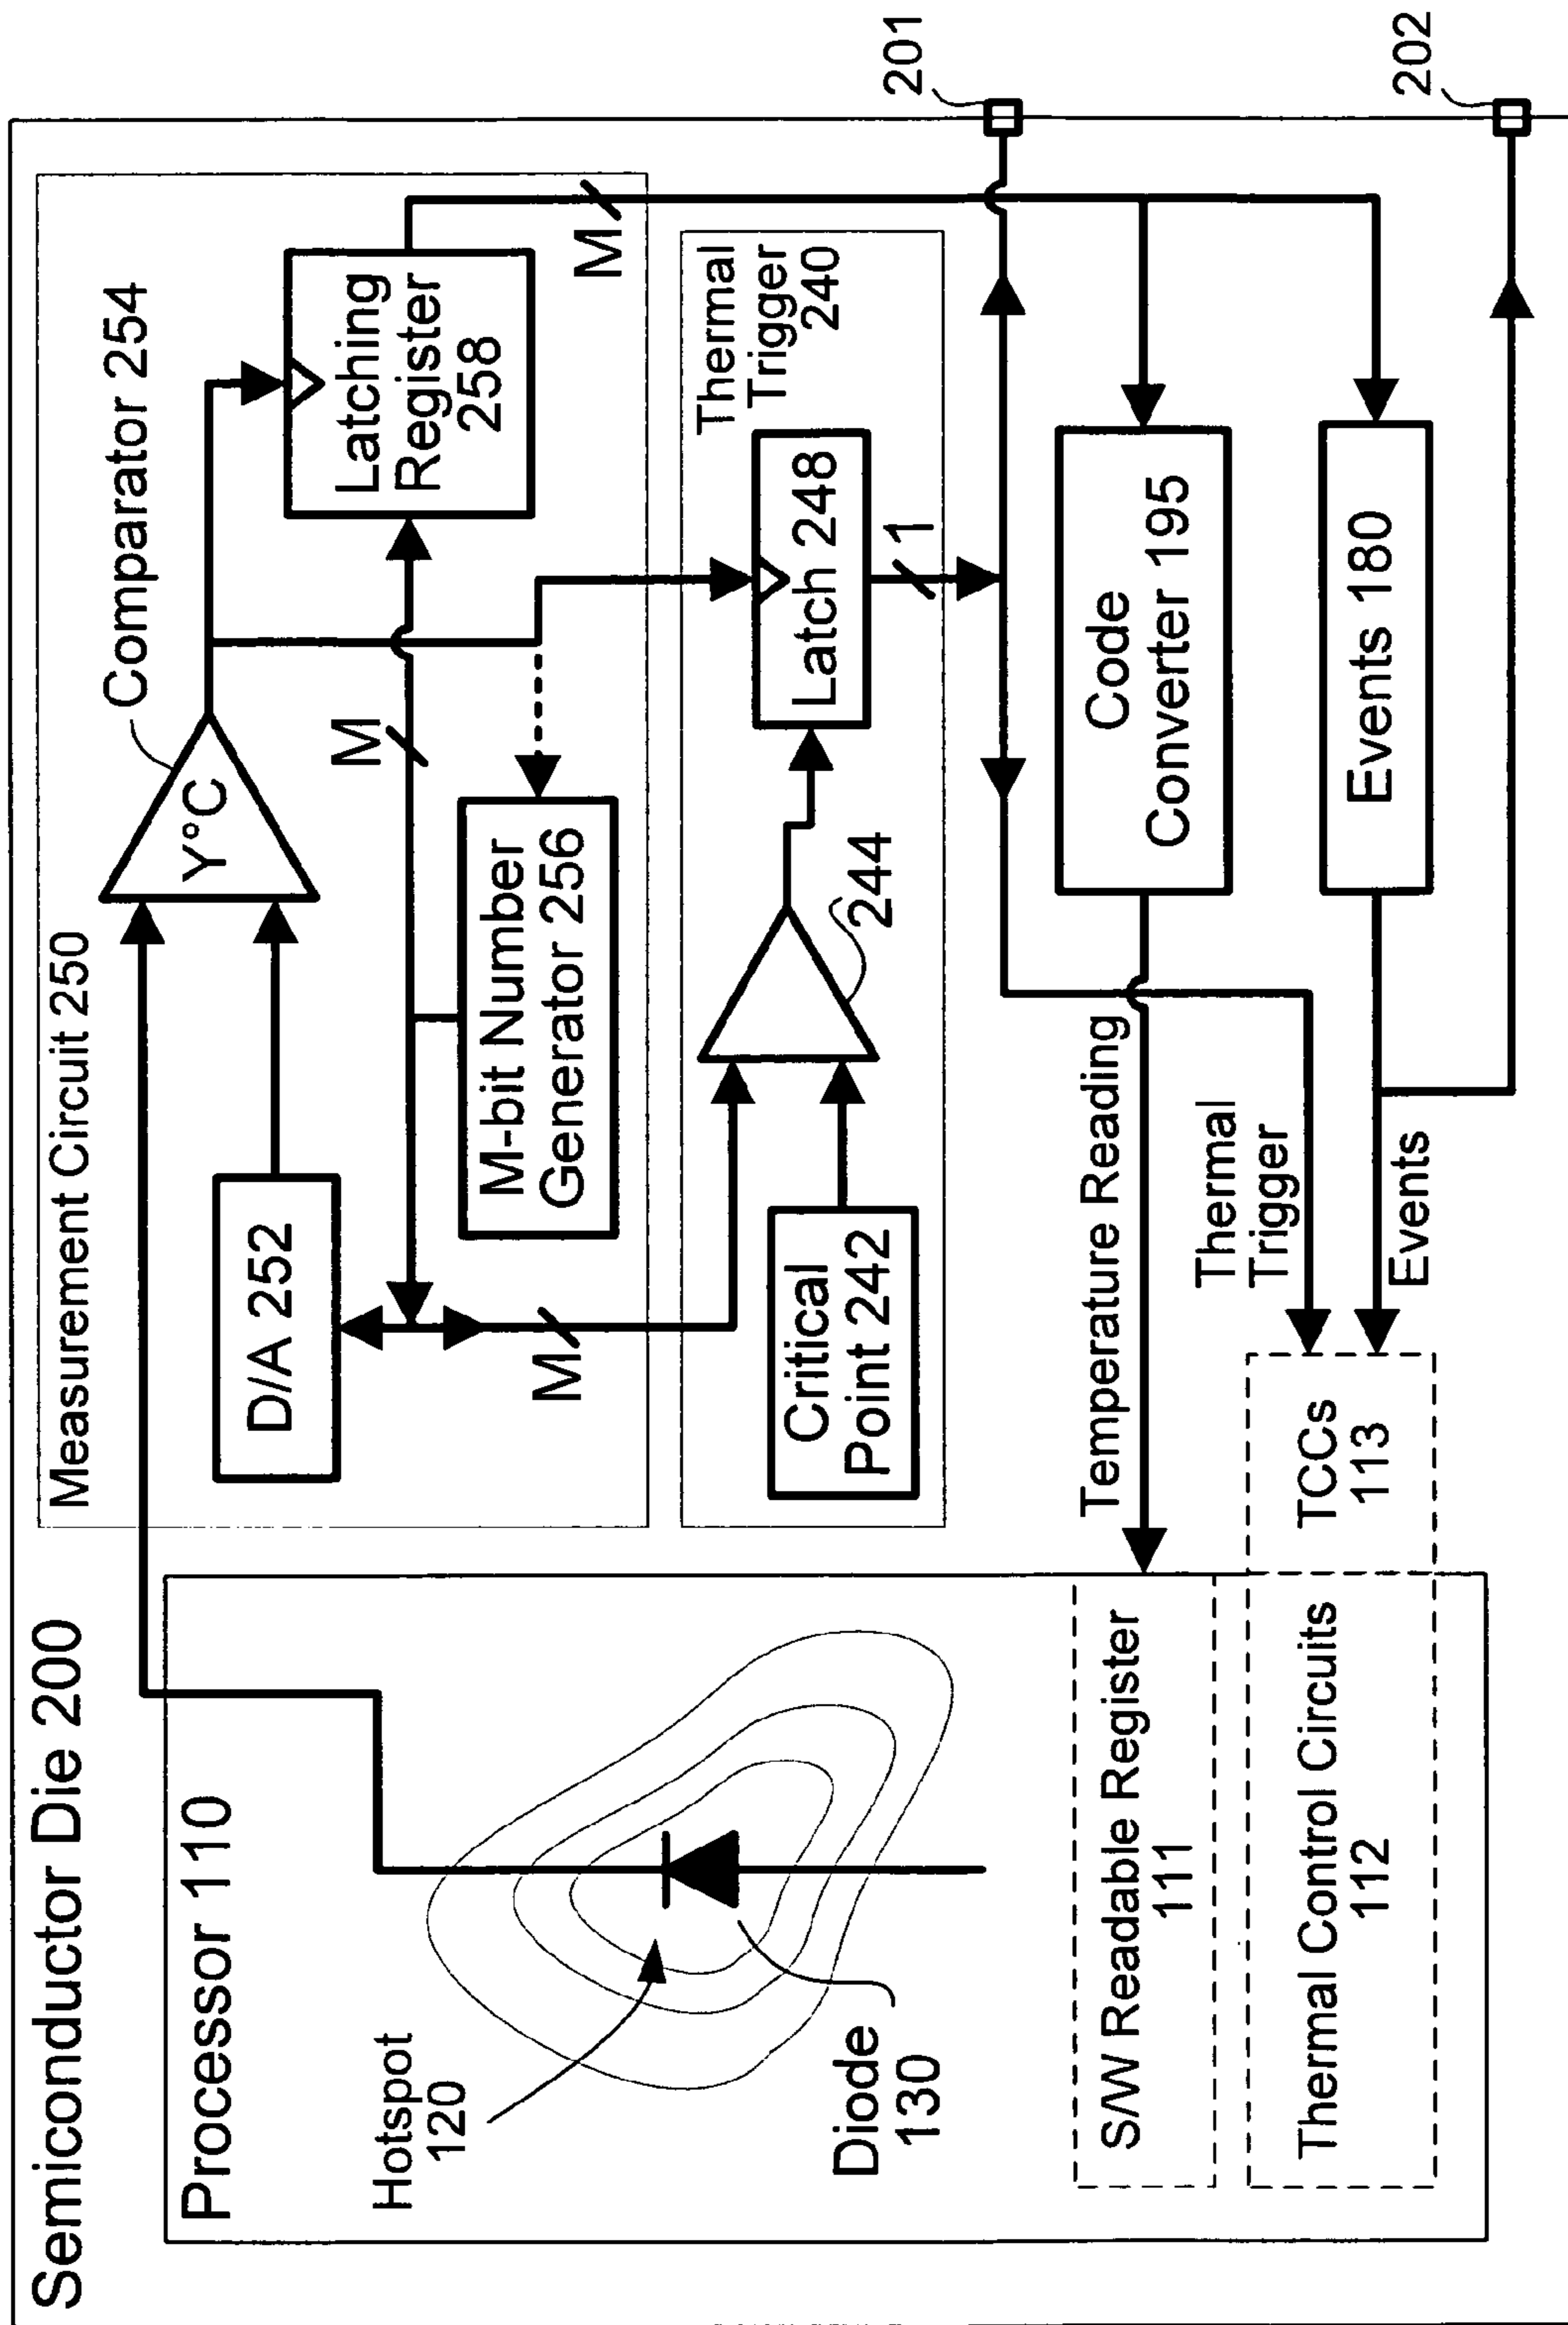 Semiconductor Die 200
Measurement Circuit 250
Comparator 254
Y°C
D/A 252
M
Latching
Register
258
M-bit Number
Generator 256
M
M
Thermal
Trigger
240
Critical
Point 242
244
Latch 248
1
201
Processor 110
Hotspot
120
Diode
130
S/W Readable Register
111
Thermal Control Circuits
112
TCCs
113
Temperature Reading
Code
Converter 195
Thermal
Trigger
Events
Events 180
202